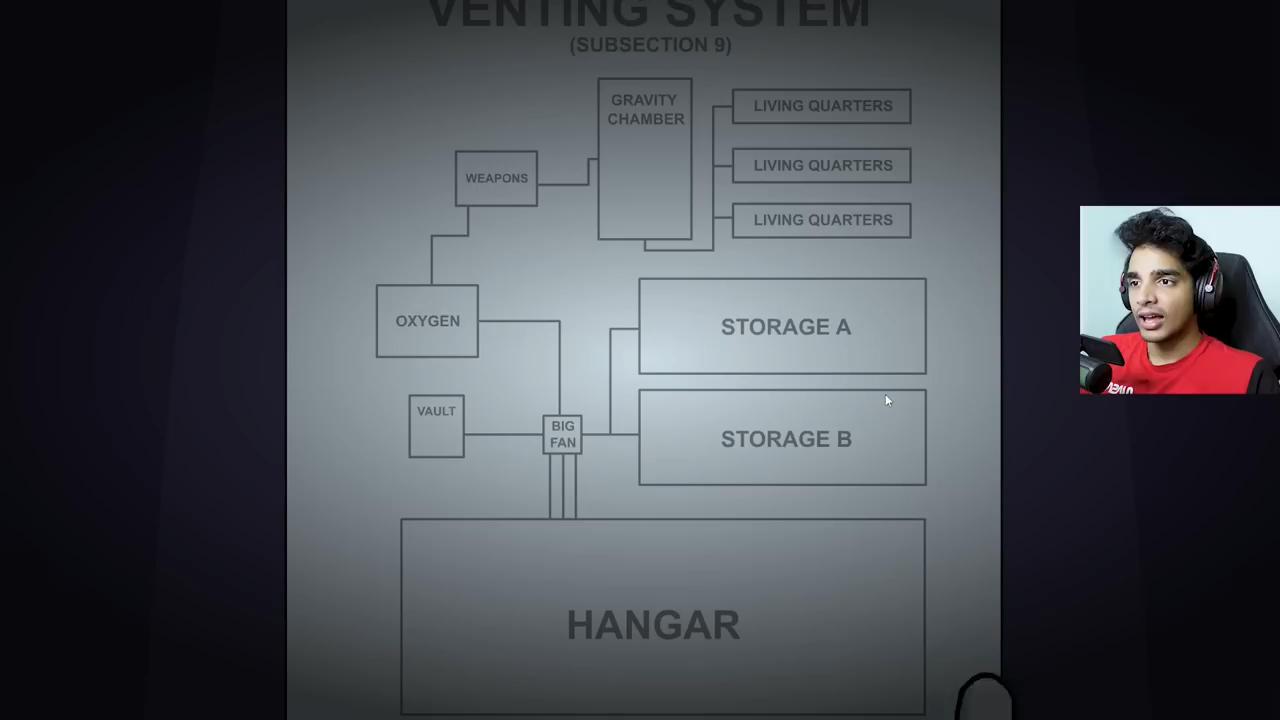 VENTING SYSTEM
(SUBSECTION 9)
GRAVITY
CHAMBER
LIVING QUARTERS
WEAPONS
LIVING QUARTERS
LIVING QUARTERS
OXYGEN
STORAGE A
VAULT
BIG
FAN
STORAGE B
HANGAR